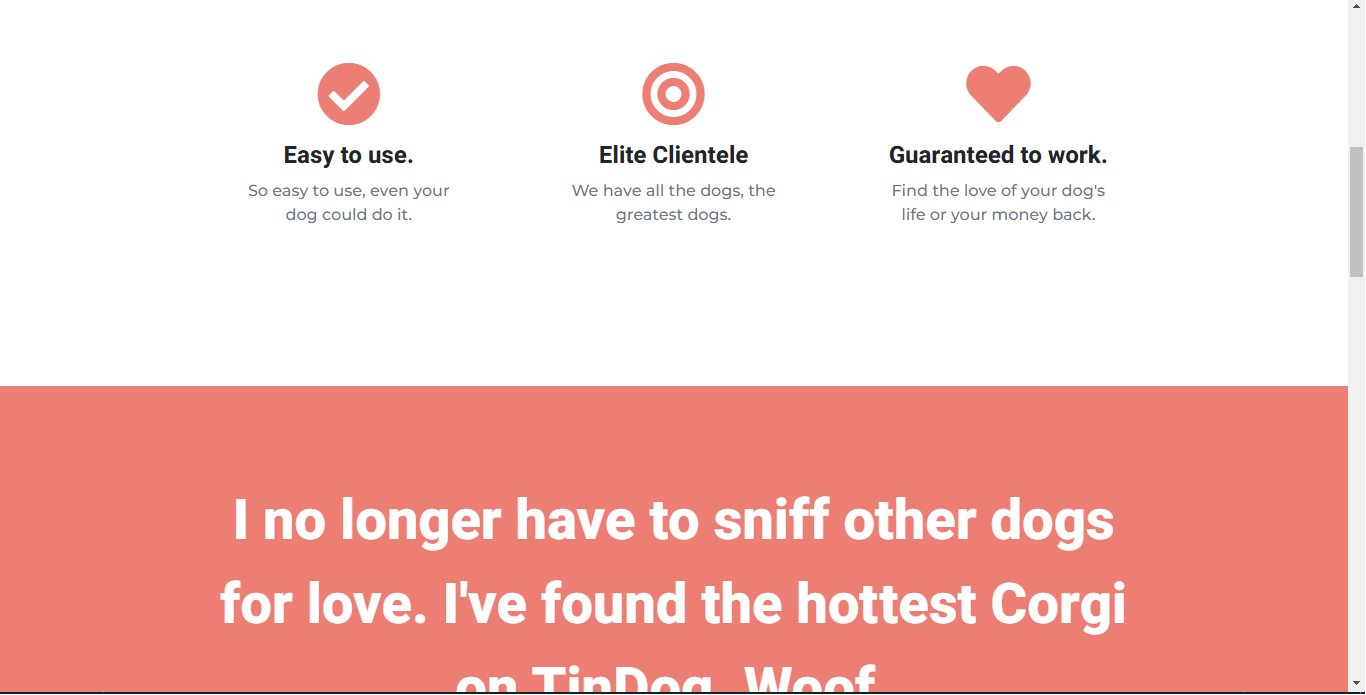 Easy to use.
So easy to use, even your
dog could do it.
Elite Clientele
We have all the dogs, the
greatest dogs.
Guaranteed to work.
Find the love of your dog's
life or your money back.
I no longer have to sniff other dogs
for love. I've found the hottest Corgi
on TinDog. Woof.